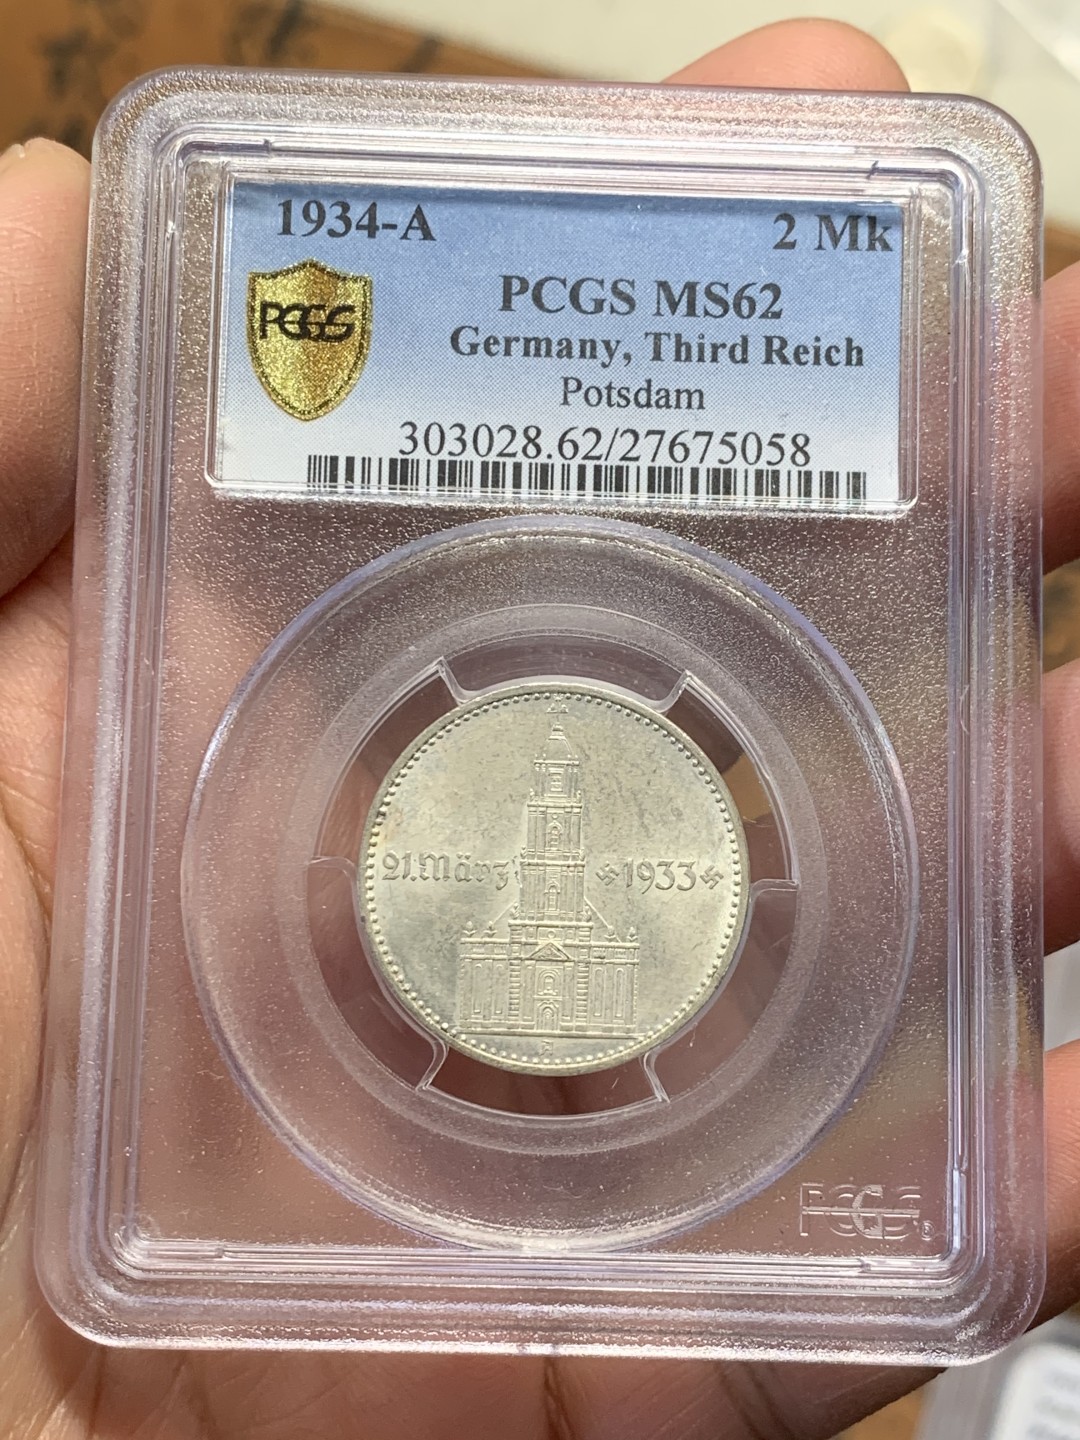 1934-A 2 Mk
PCGS
PCGS MS62
Germany, Third Reich
Potsdam
303028.62/27675058
21.März 1933
A
PCGS®